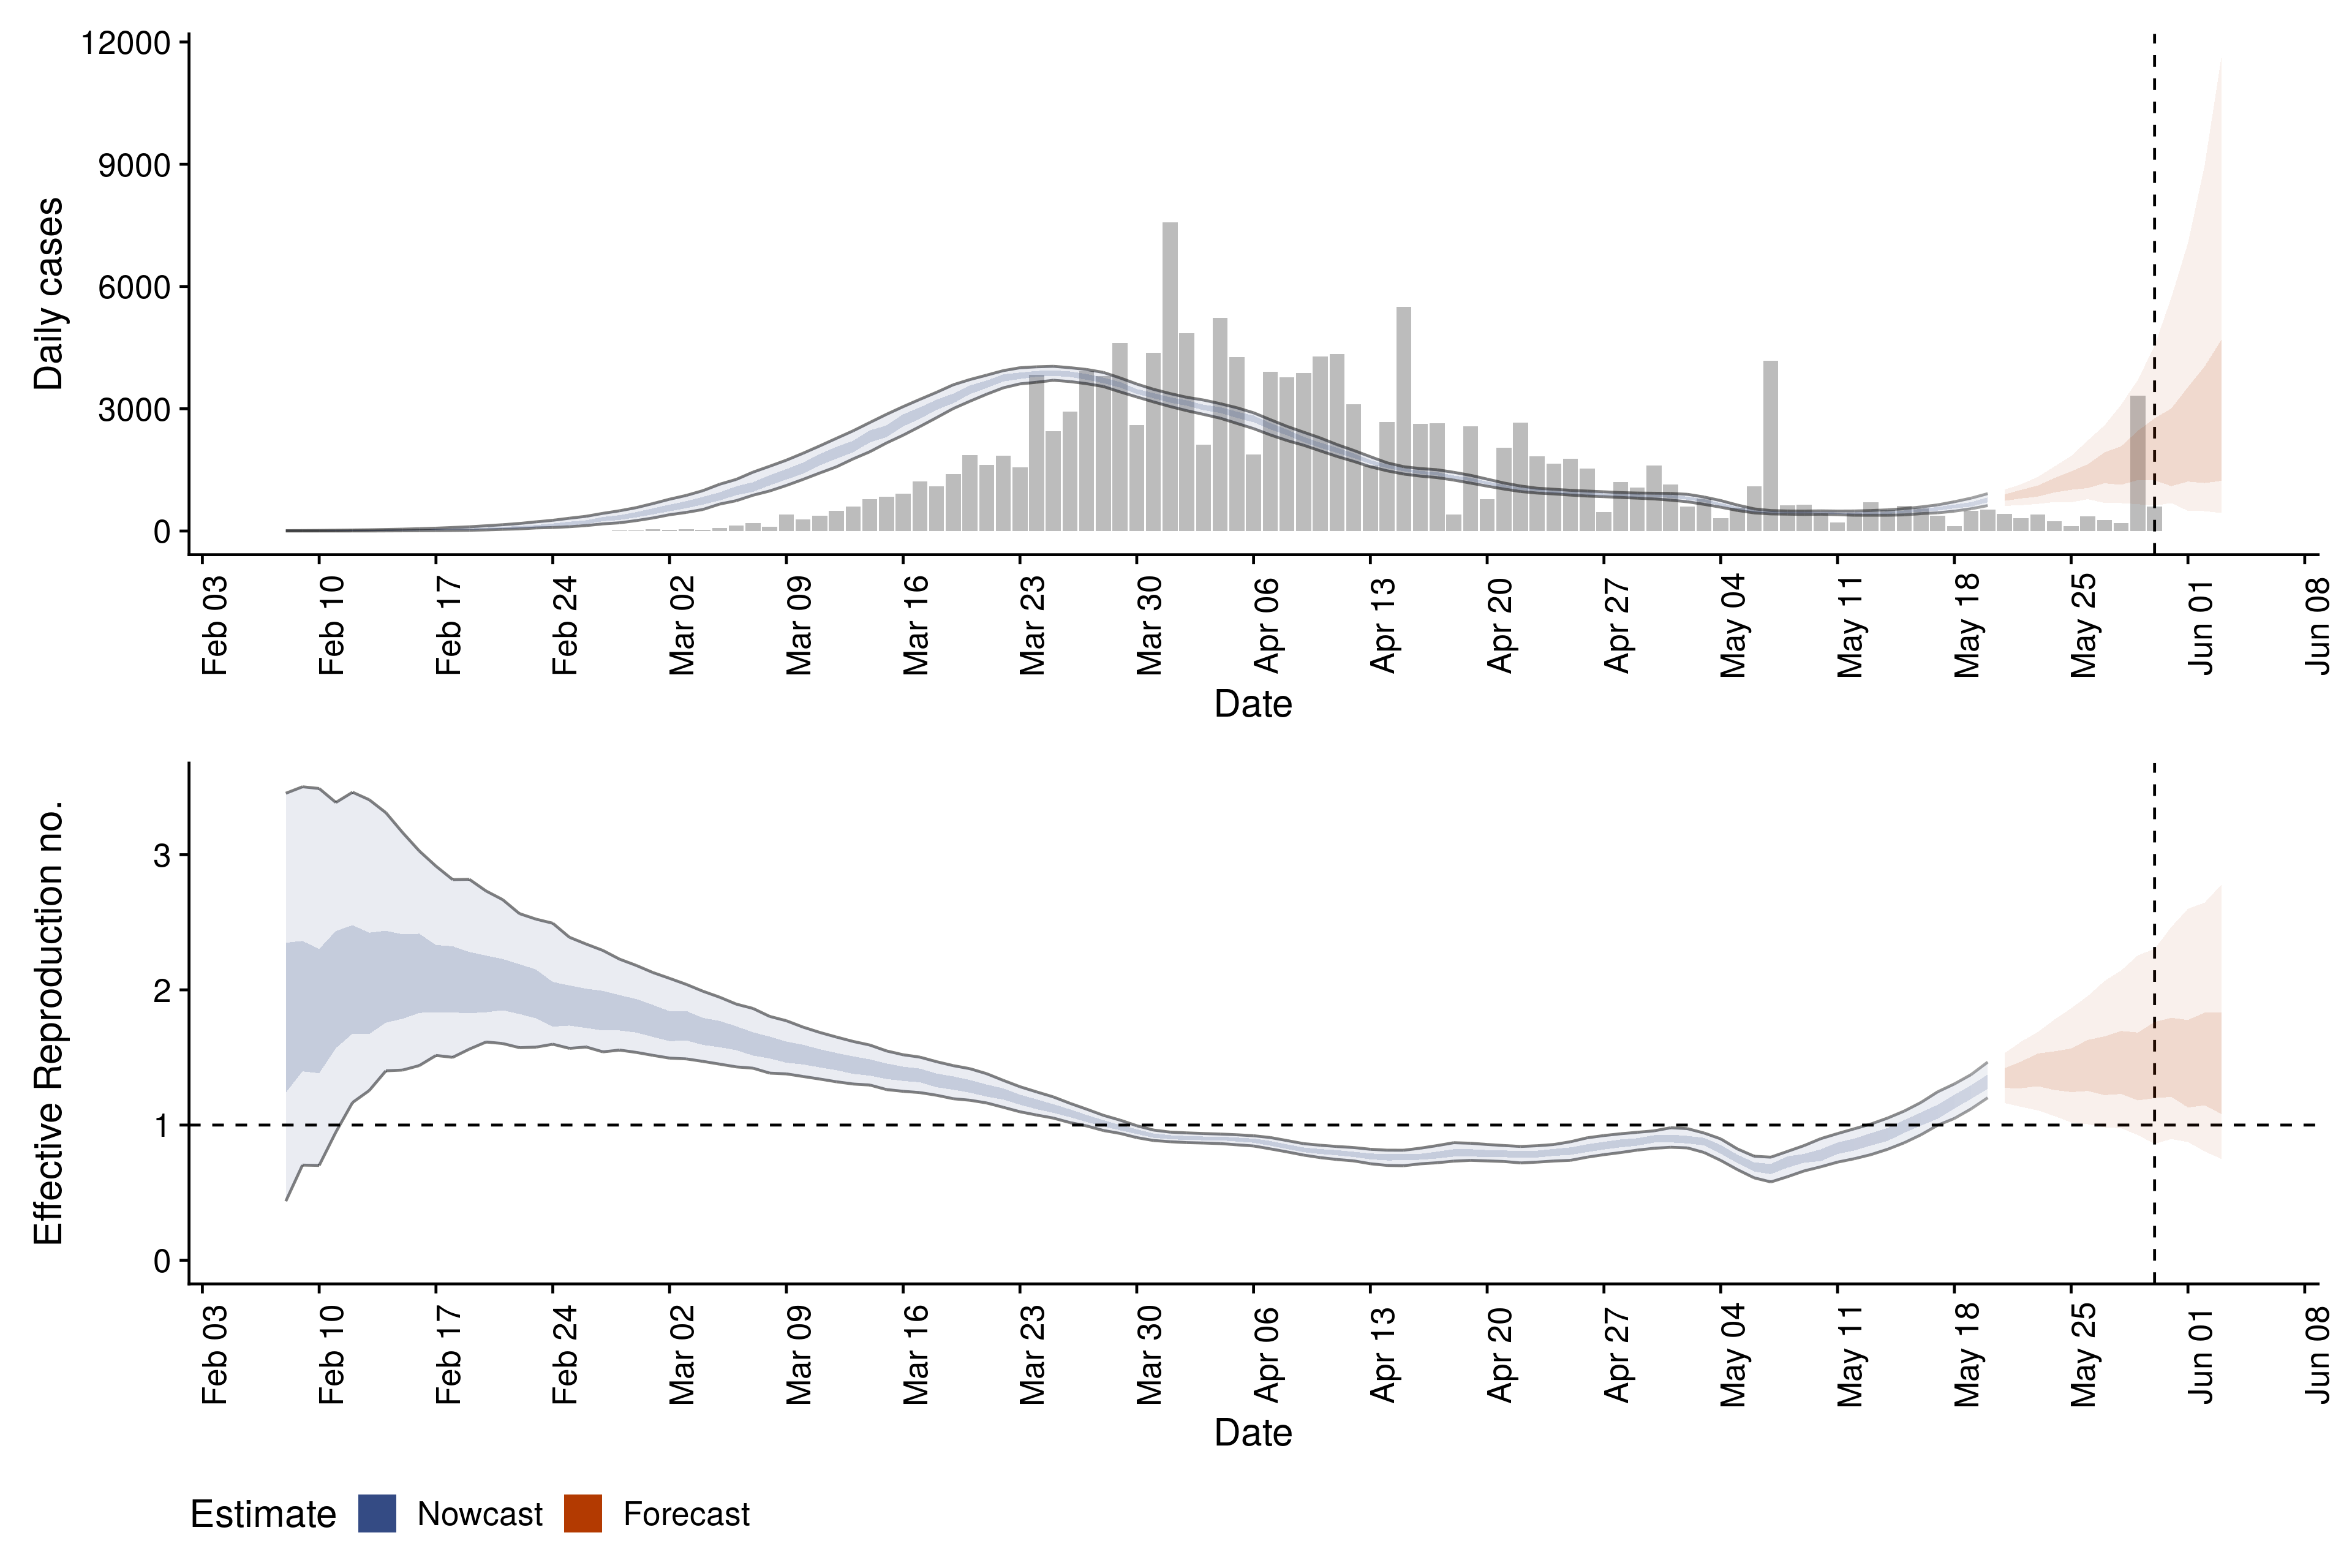 12000
9000
6000
3000
0
Daily cases
Feb 03
Feb 10
Feb 17
Feb 24
Mar 02
Mar 09
Mar 16
Mar 23
Mar 30
Apr 06
Apr 13
Apr 20
Apr 27
May 04
May 11
May 18
May 25
Jun 01
Jun 08
Date
3
2
1
0
Effective Reproduction no.
Feb 03
Feb 10
Feb 17
Feb 24
Mar 02
Mar 09
Mar 16
Mar 23
Mar 30
Apr 06
Apr 13
Apr 20
Apr 27
May 04
May 11
May 18
May 25
Jun 01
Jun 08
Date
Estimate Nowcast Forecast